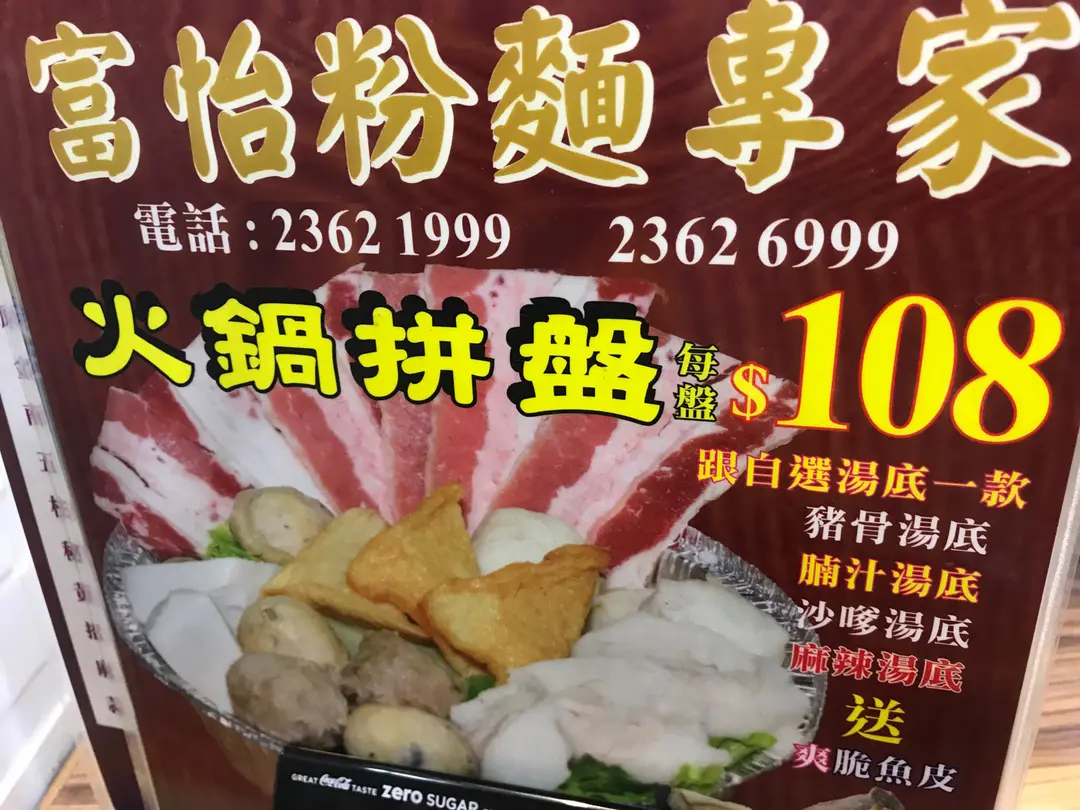 富怡粉麵專家
電話:2362 1999 2362 6999
火鍋拼盤 每盤 $108
跟自選湯底一款
豬骨湯底
腩汁湯底
沙嗲湯底
麻辣湯底
送
爽脆魚皮
GREAT Coca-Cola TASTE zero SUGAR